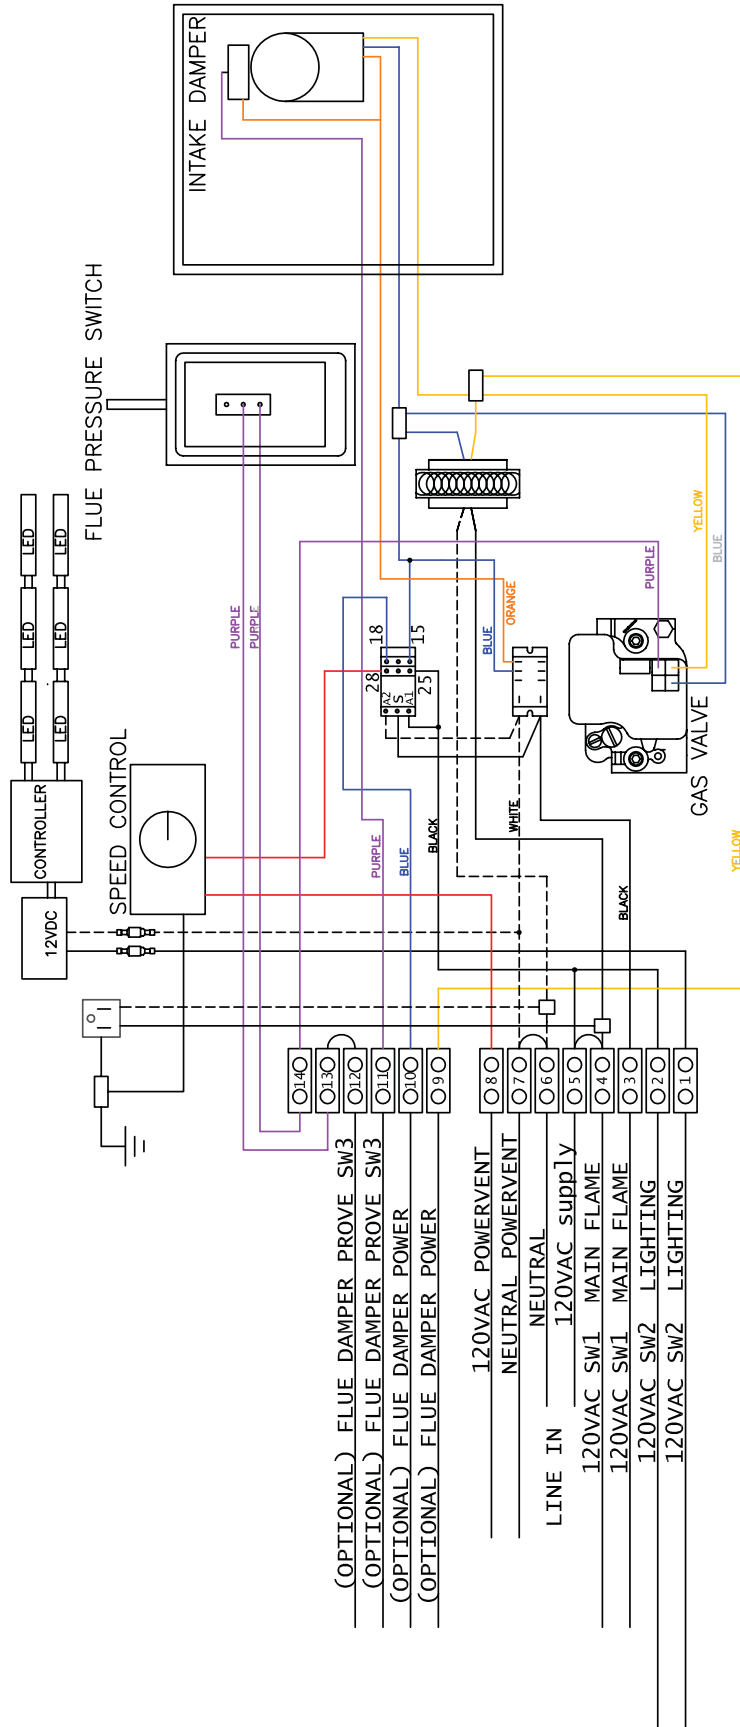 INTAKE DAMPER
FLUE PRESSURE SWITCH
LED
LED
LED
LED
LED
LED
CONTROLLER
12VDC
SPEED CONTROL
PURPLE
PURPLE
18
15
28
25
A2
S
A1
BLUE
ORANGE
PURPLE
YELLOW
BLUE
GAS VALVE
PURPLE
BLUE
BLACK
WHITE
BLACK
YELLOW
14
13
12
11
10
9
8
7
6
5
4
3
2
1
(OPTIONAL) FLUE DAMPER PROVE SW3
(OPTIONAL) FLUE DAMPER PROVE SW3
(OPTIONAL) FLUE DAMPER POWER
(OPTIONAL) FLUE DAMPER POWER
120VAC POWERVENT
NEUTRAL POWERVENT
NEUTRAL
LINE IN
120VAC supply
120VAC SW1 MAIN FLAME
120VAC SW1 MAIN FLAME
120VAC SW2 LIGHTING
120VAC SW2 LIGHTING